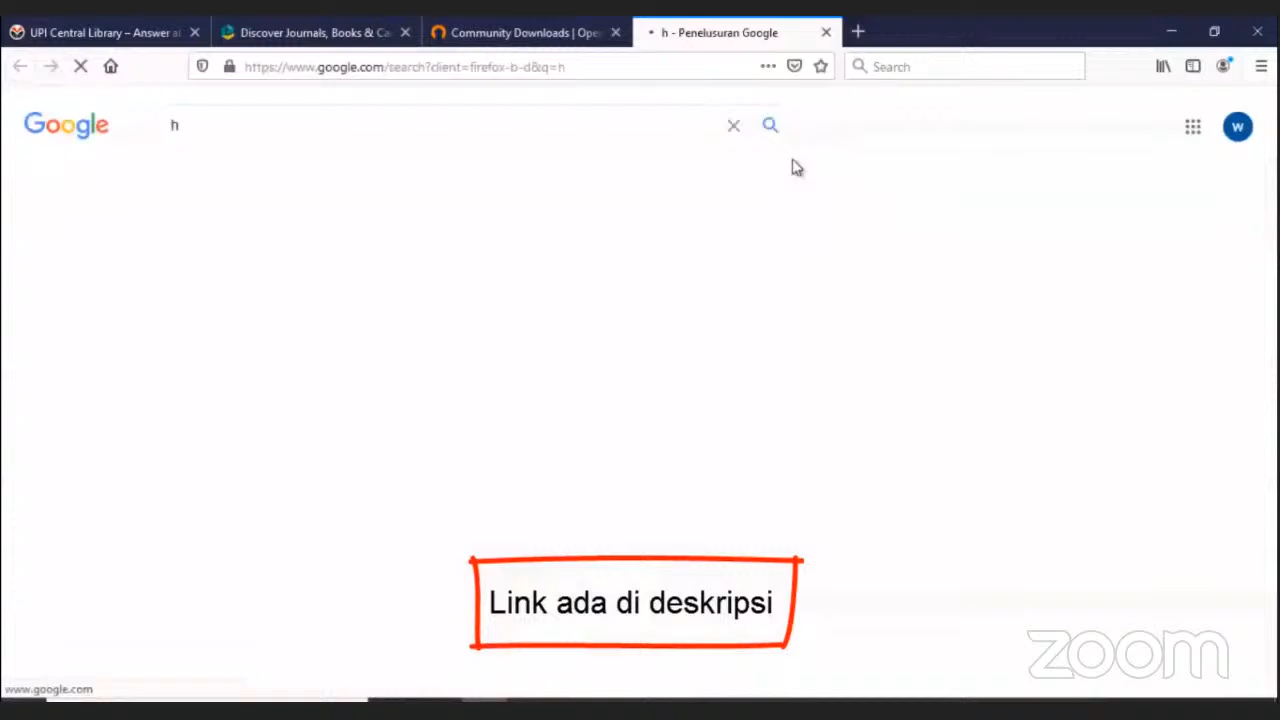 UPI Central Library – Answer a
Discover Journals, Books & Ca
Community Downloads | Ope
h - Penelusuran Google
https://www.google.com/search?client=firefox-b-d&q=h
Search
Google
h
W
Link ada di deskripsi
zoom
www.google.com